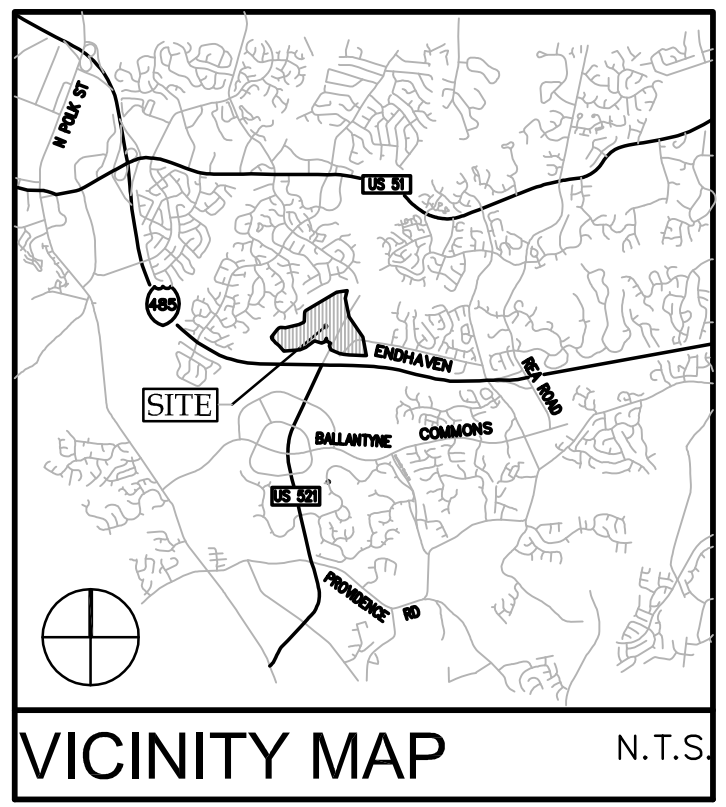 N POLK ST
US 51
485
ENDHAVEN
REA ROAD
SITE
BALLANTYNE COMMONS
US 521
PROVIDENCE RD
VICINITY MAP
N.T.S.